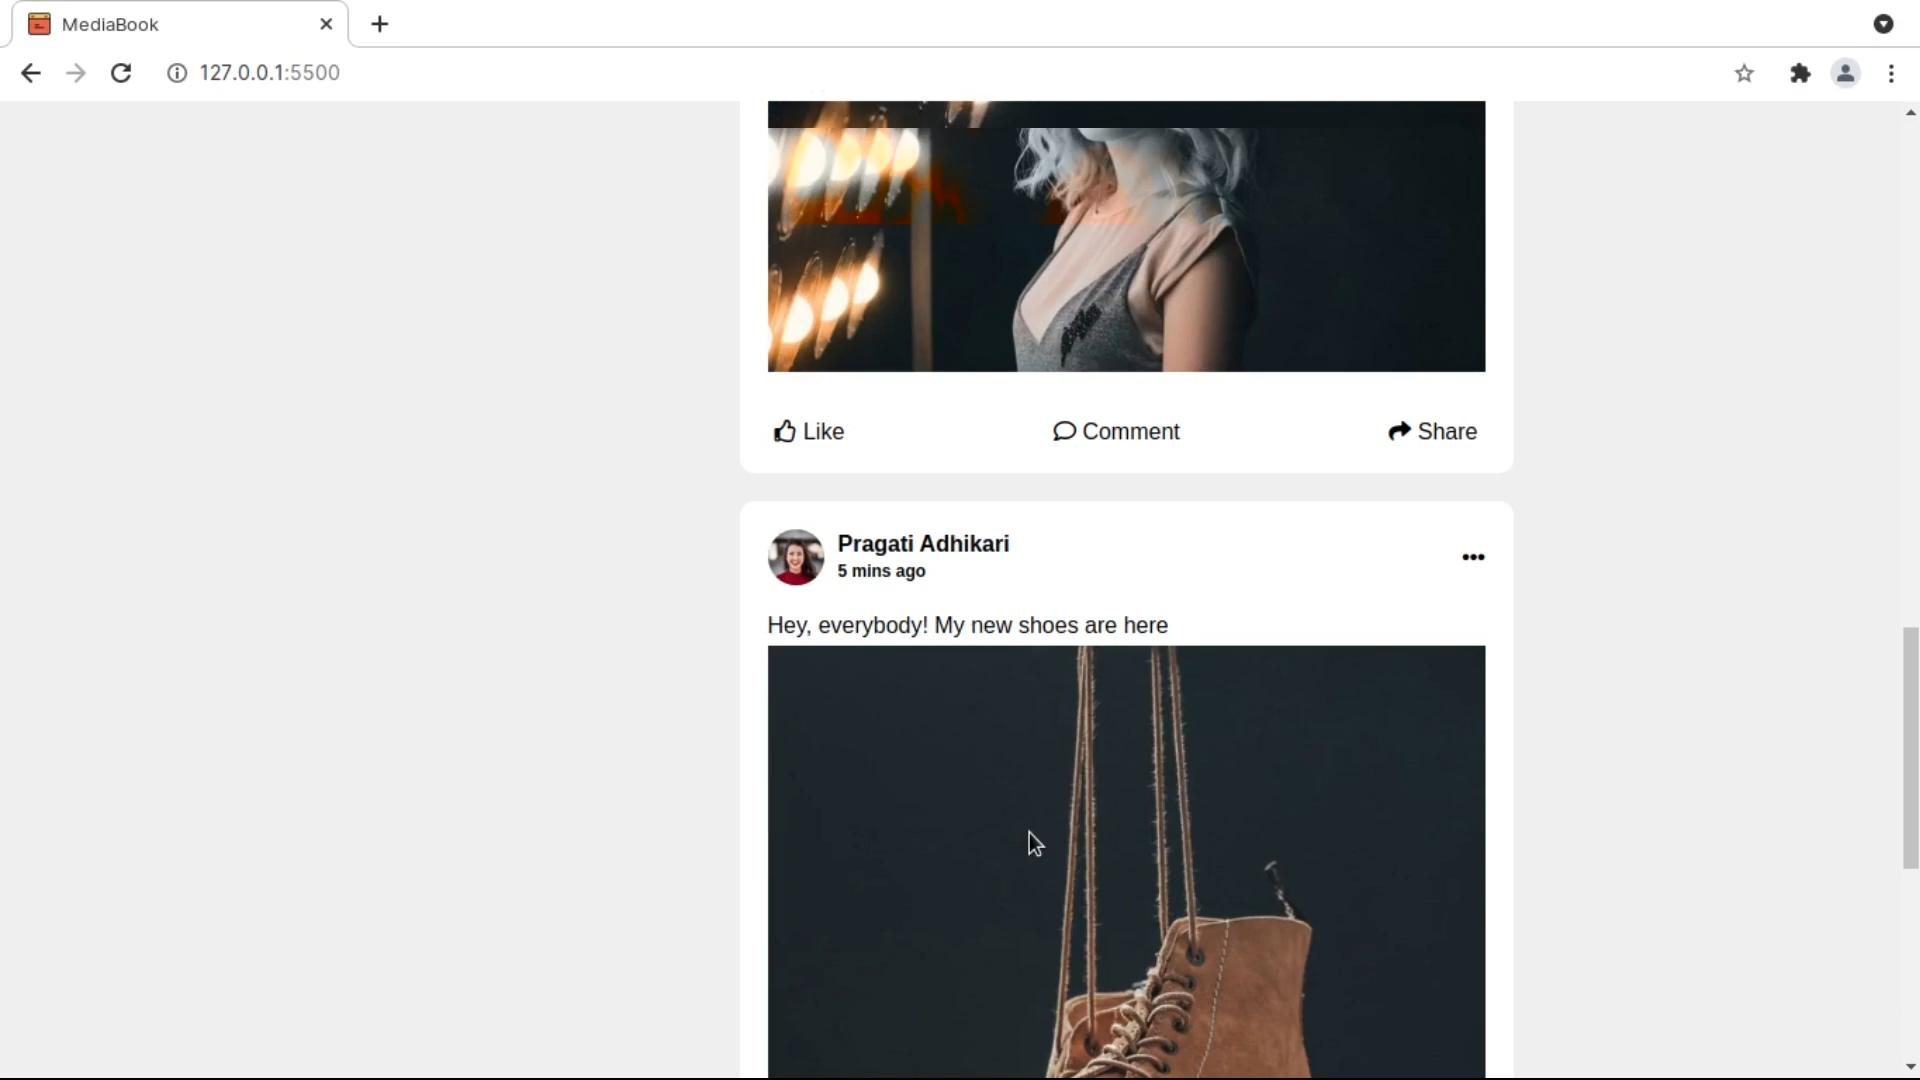 MediaBook
127.0.0.1:5500
Like
Comment
Share
Pragati Adhikari
5 mins ago
Hey, everybody! My new shoes are here